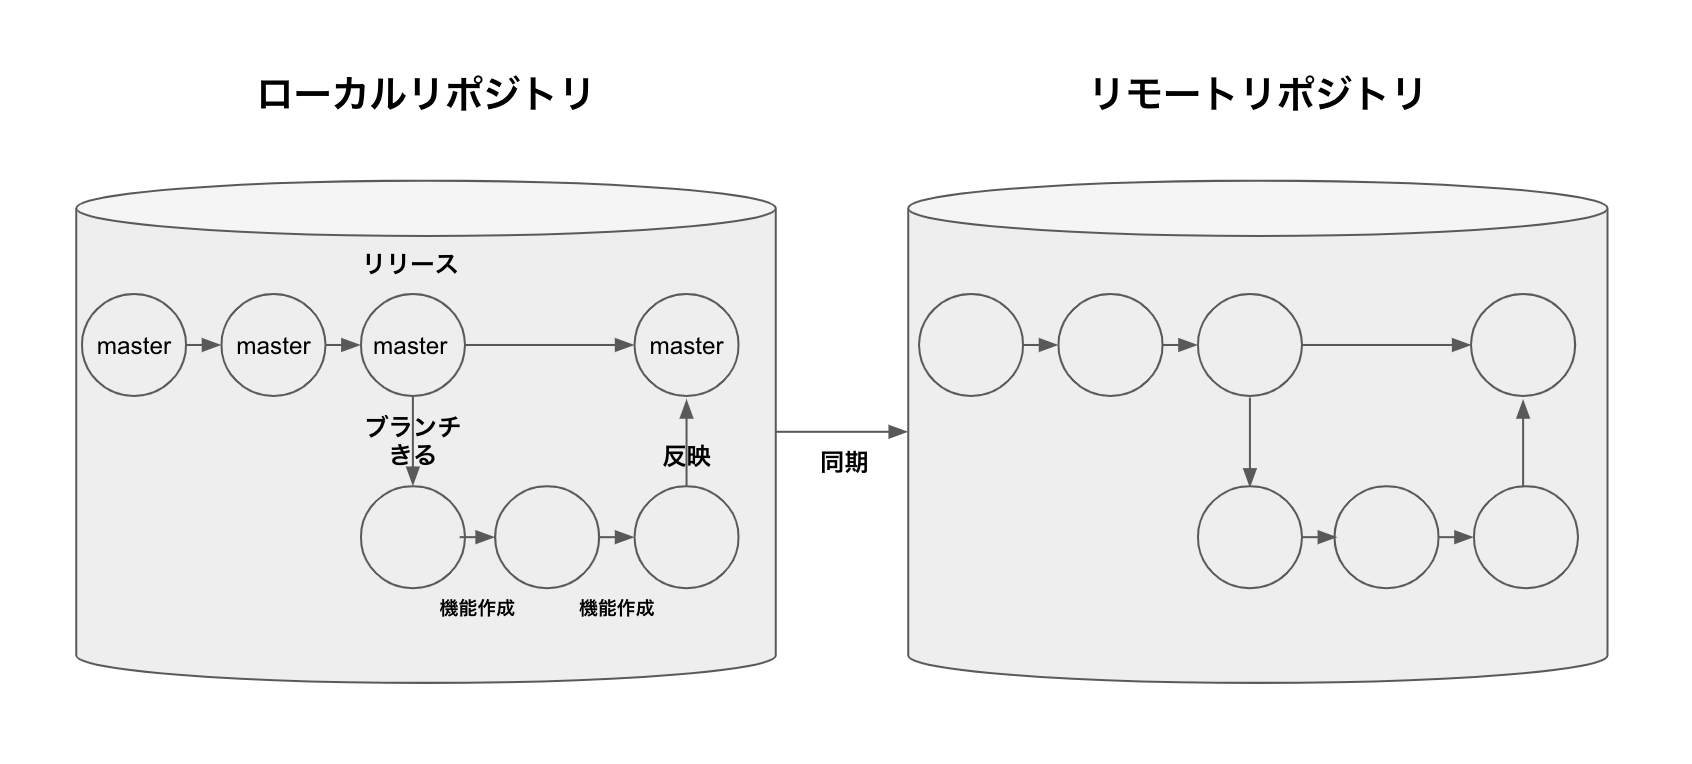 ローカルリポジトリ
リモートリポジトリ
リリース
master
master
master
master
ブランチ
きる
反映
同期
機能作成
機能作成